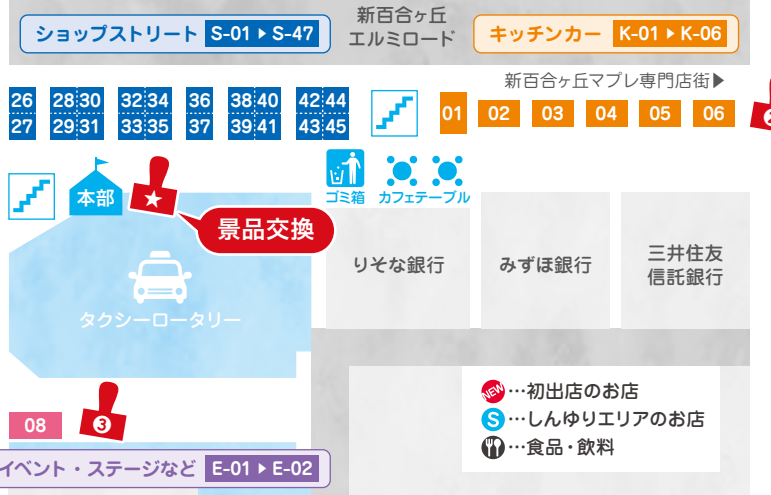 新百合ヶ丘
エルミロード
ショップストリート S-01▶S-47
キッチンカー K-01▶K-06
新百合ヶ丘マプレ専門店街▶
26 28 30 32 34 36 38 40 42 44
27 29 31 33 35 37 39 41 43 45
01 02 03 04 05 06
2
本部
ゴミ箱 カフェテーブル
景品交換
りそな銀行
みずほ銀行
三井住友
信託銀行
タクシーロータリー
08
3
NEW…初出店のお店
S…しんゆりエリアのお店
…食品・飲料
イベント・ステージなど E-01▶E-02